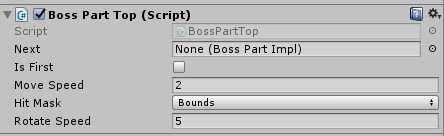 Boss Part Top (Script)
Script BossPartTop
Next None (Boss Part Impl)
Is First
Move Speed 2
Hit Mask Bounds
Rotate Speed 5